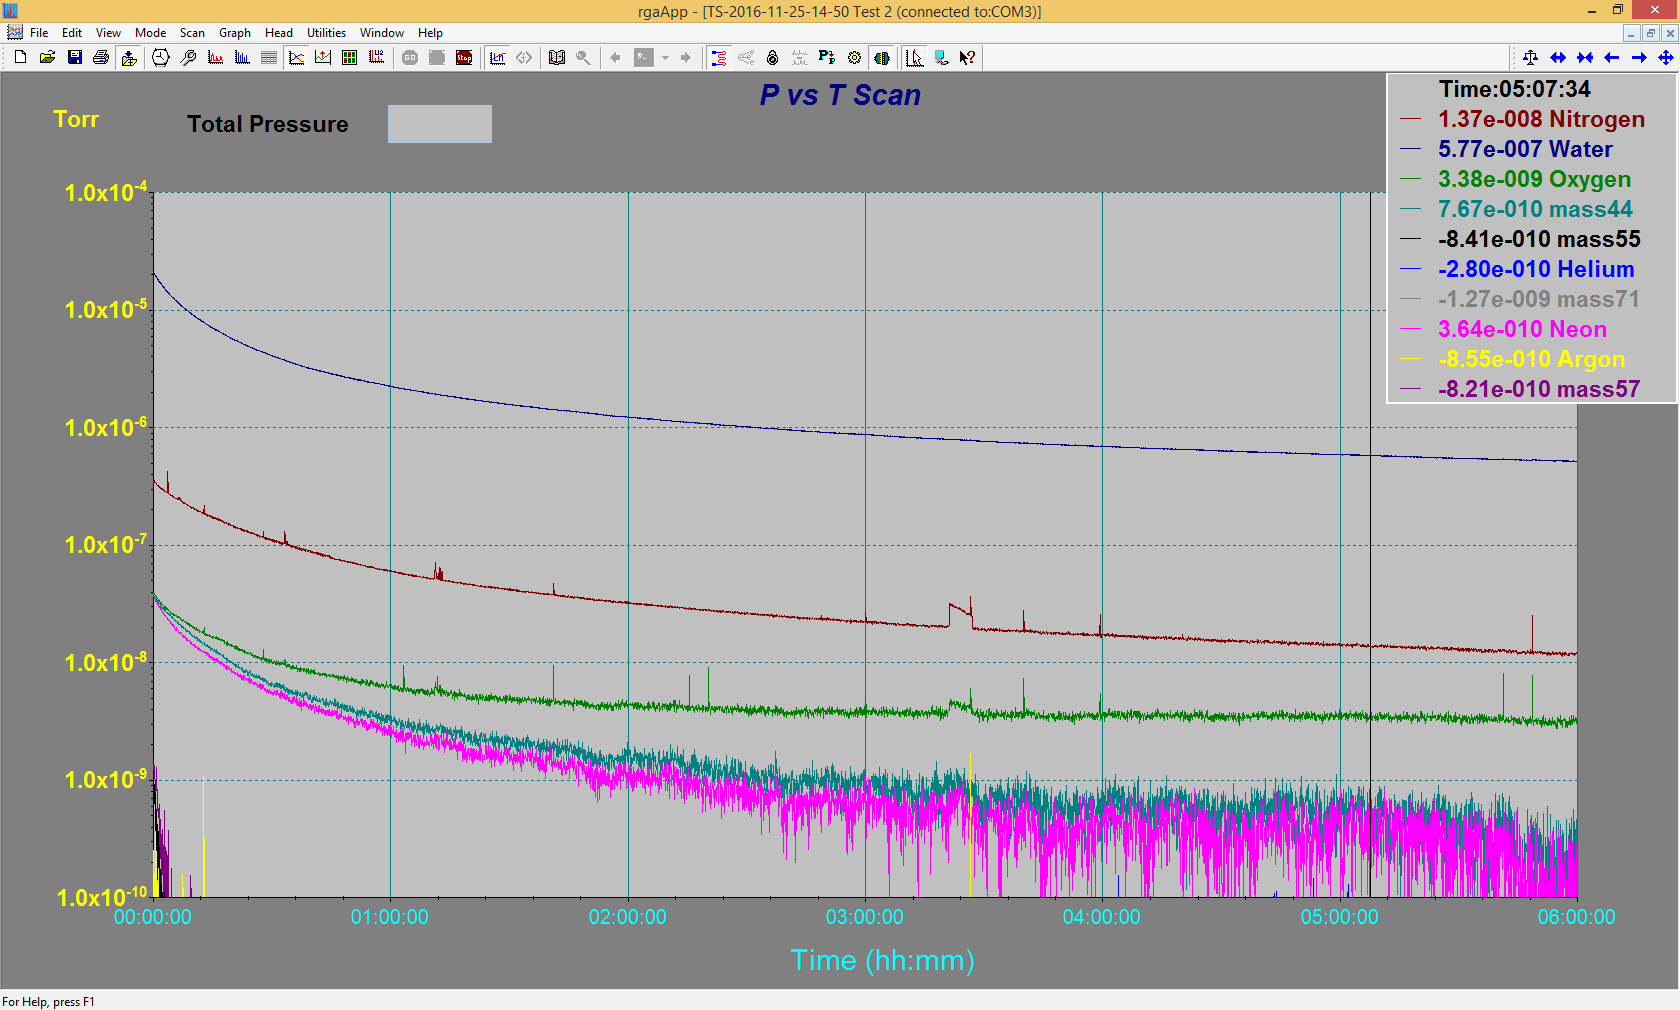 rgaApp - [TS-2016-11-25-14-50 Test 2 (connected to:COM3)]
File Edit View Mode Scan Graph Head Utilities Window Help
GO Stop
P vs T Scan
Torr
Total Pressure
Time:05:07:34
1.37e-008 Nitrogen
5.77e-007 Water
3.38e-009 Oxygen
7.67e-010 mass44
-8.41e-010 mass55
-2.80e-010 Helium
-1.27e-009 mass71
3.64e-010 Neon
-8.55e-010 Argon
-8.21e-010 mass57
1.0x10-4
1.0x10-5
1.0x10-6
1.0x10-7
1.0x10-8
1.0x10-9
1.0x10-10
00:00:00 01:00:00 02:00:00 03:00:00 04:00:00 05:00:00 06:00:00
Time (hh:mm)
For Help, press F1